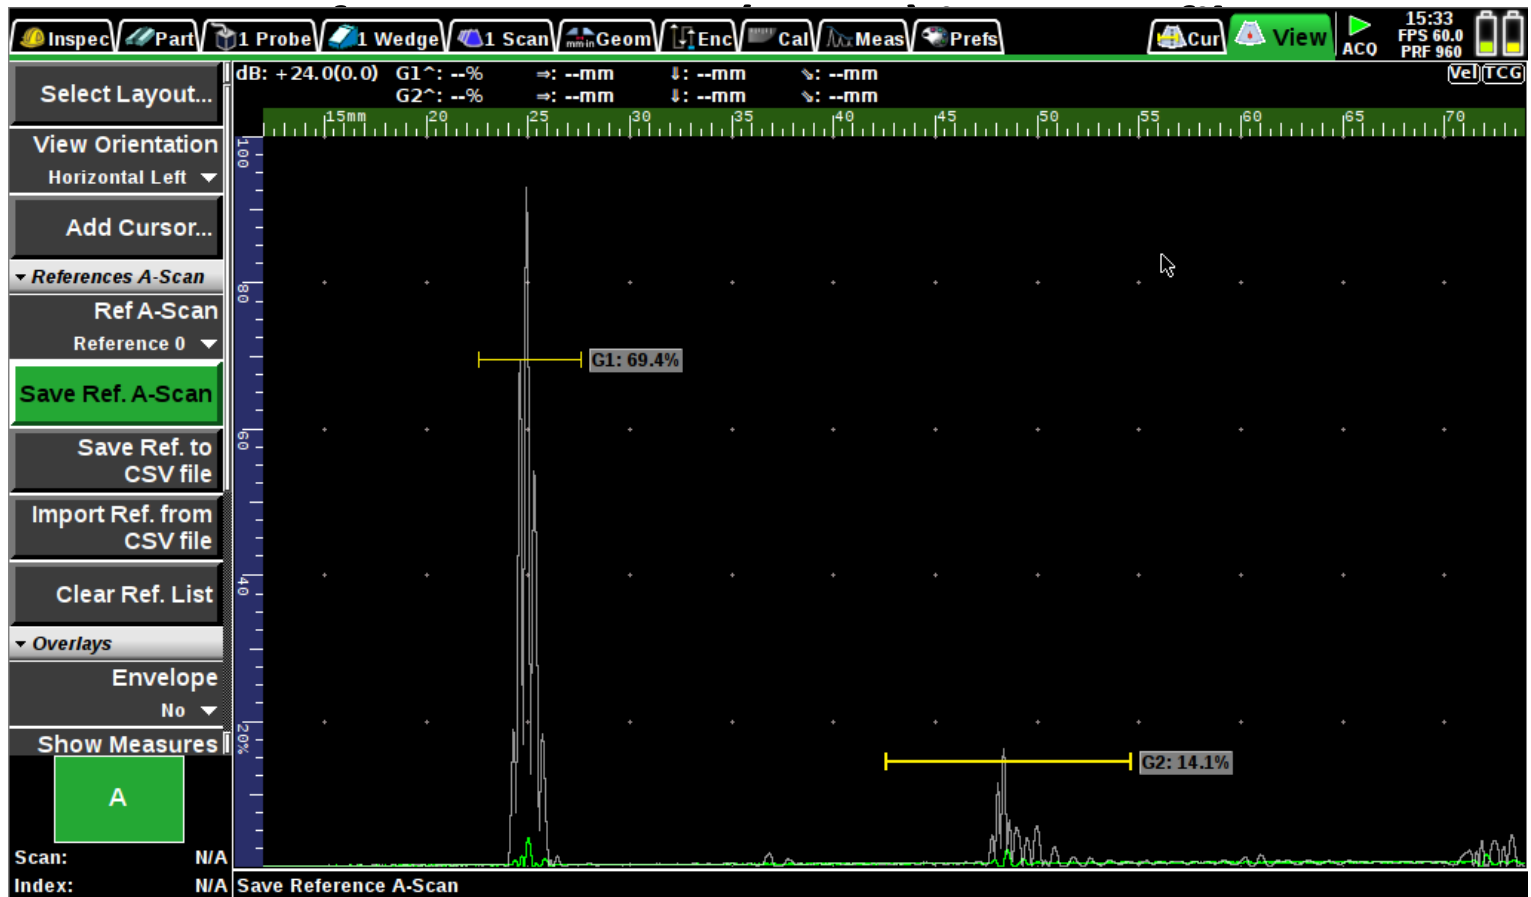 Inspec Part 1 Probe 1 Wedge 1 Scan Geom Enc Cal Meas Prefs Cur View ACQ
15:33
FPS 60.0
PRF 960
dB: +24.0(0.0) G1^: --% ⇒: --mm ⇓: --mm ⇘: --mm
G2^: --% ⇒: --mm ⇓: --mm ⇘: --mm
Vel TCG
15mm 20 25 30 35 40 45 50 55 60 65 70
100
80
60
40
20%
G1: 69.4%
G2: 14.1%
Select Layout...
View Orientation
Horizontal Left
Add Cursor...
References A-Scan
Ref A-Scan
Reference 0
Save Ref. A-Scan
Save Ref. to
CSV file
Import Ref. from
CSV file
Clear Ref. List
Overlays
Envelope
No
Show Measures
A
Scan: N/A
Index: N/A
Save Reference A-Scan